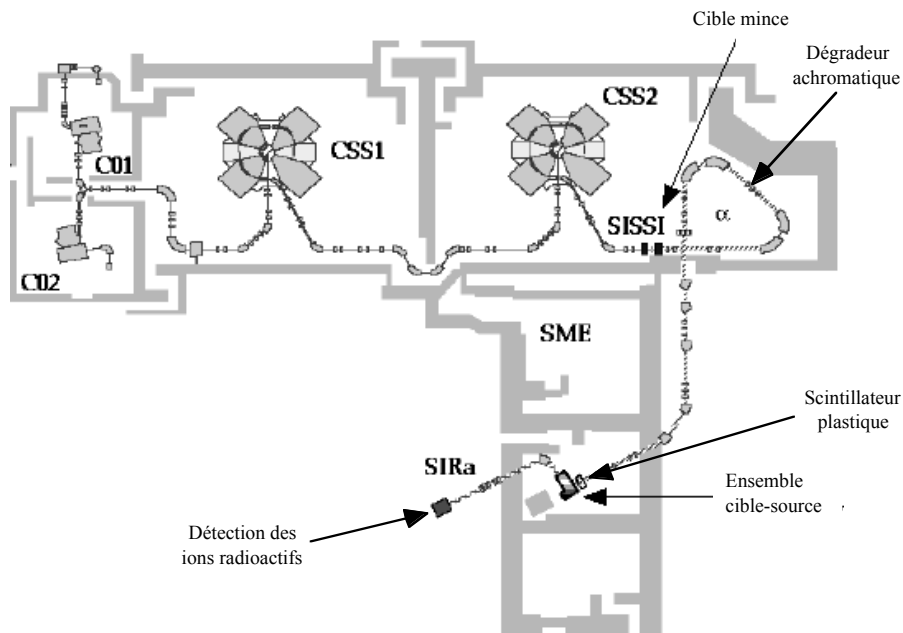 Cible mince
Dégradeur
achromatique
CSS2
CSS1
C01
SISSI
α
C02
SME
Scintillateur
plastique
SIRa
Ensemble
cible-source
Détection des
ions radioactifs